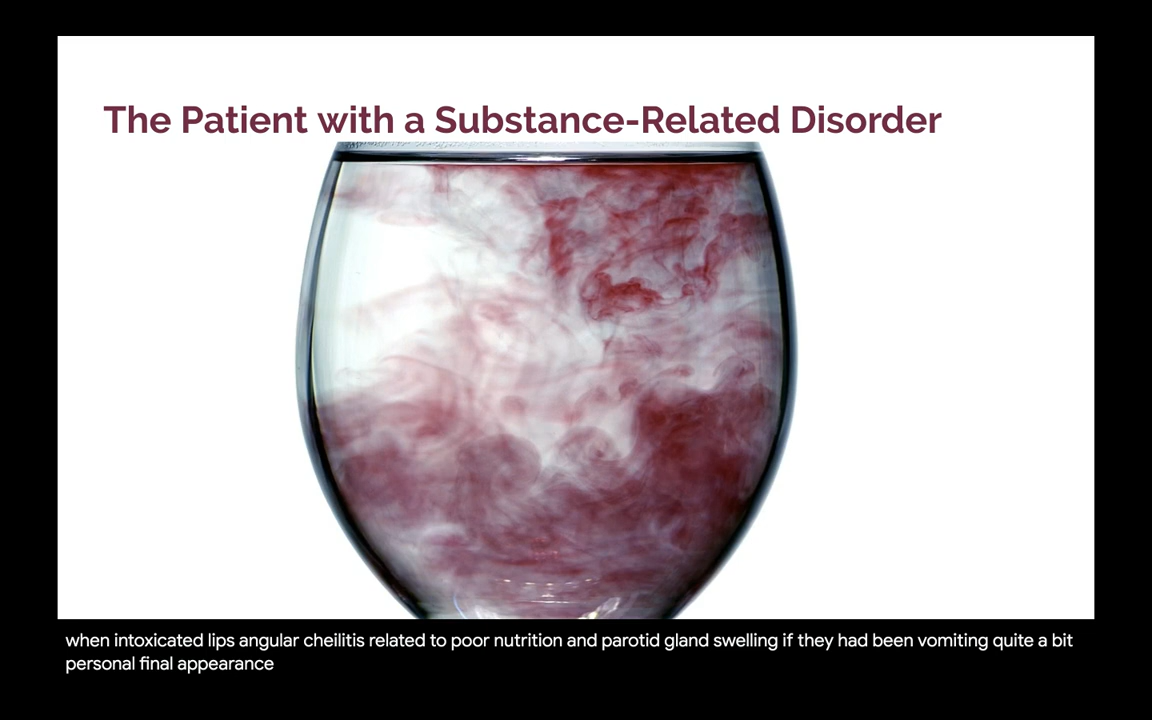 The Patient with a Substance-Related Disorder
when intoxicated lips angular cheilitis related to poor nutrition and parotid gland swelling if they had been vomiting quite a bit
personal final appearance